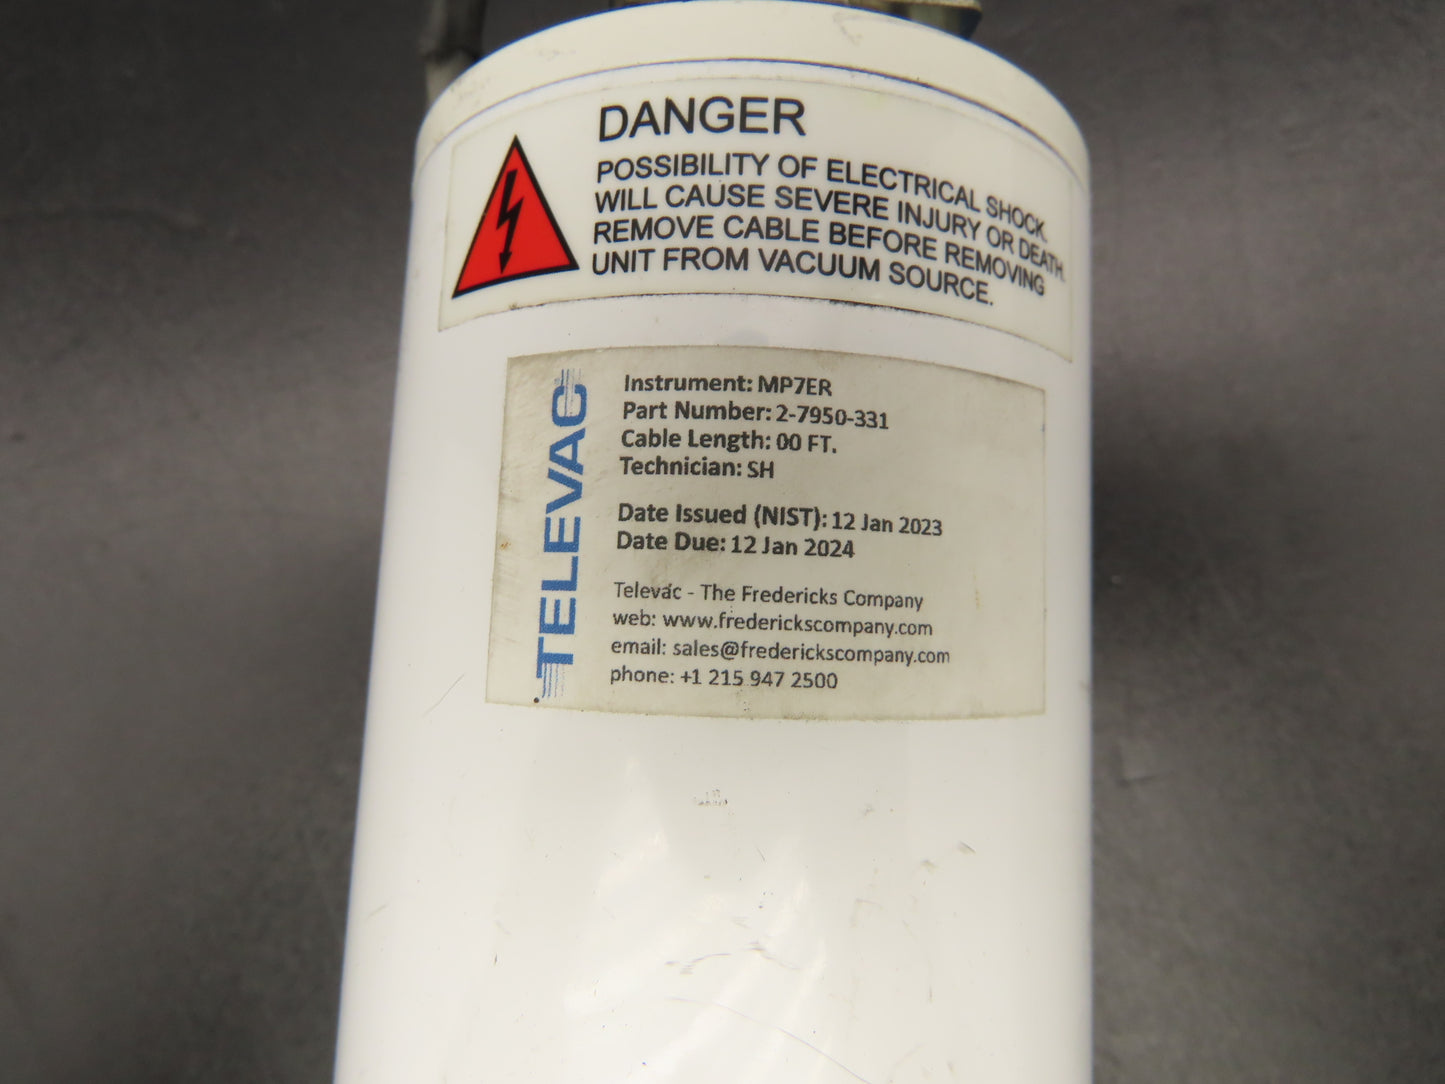 DANGER
POSSIBILITY OF ELECTRICAL SHOCK
WILL CAUSE SEVERE INJURY OR DEATH.
REMOVE CABLE BEFORE REMOVING
UNIT FROM VACUUM SOURCE.
TELEVAC
Instrument: MP7ER
Part Number: 2-7950-331
Cable Length: 00 FT.
Technician: SH
Date Issued (NIST): 12 Jan 2023
Date Due: 12 Jan 2024
Televac - The Fredericks Company
web: www.frederickscompany.com
email: sales@frederickscompany.com
phone: +1 215 947 2500